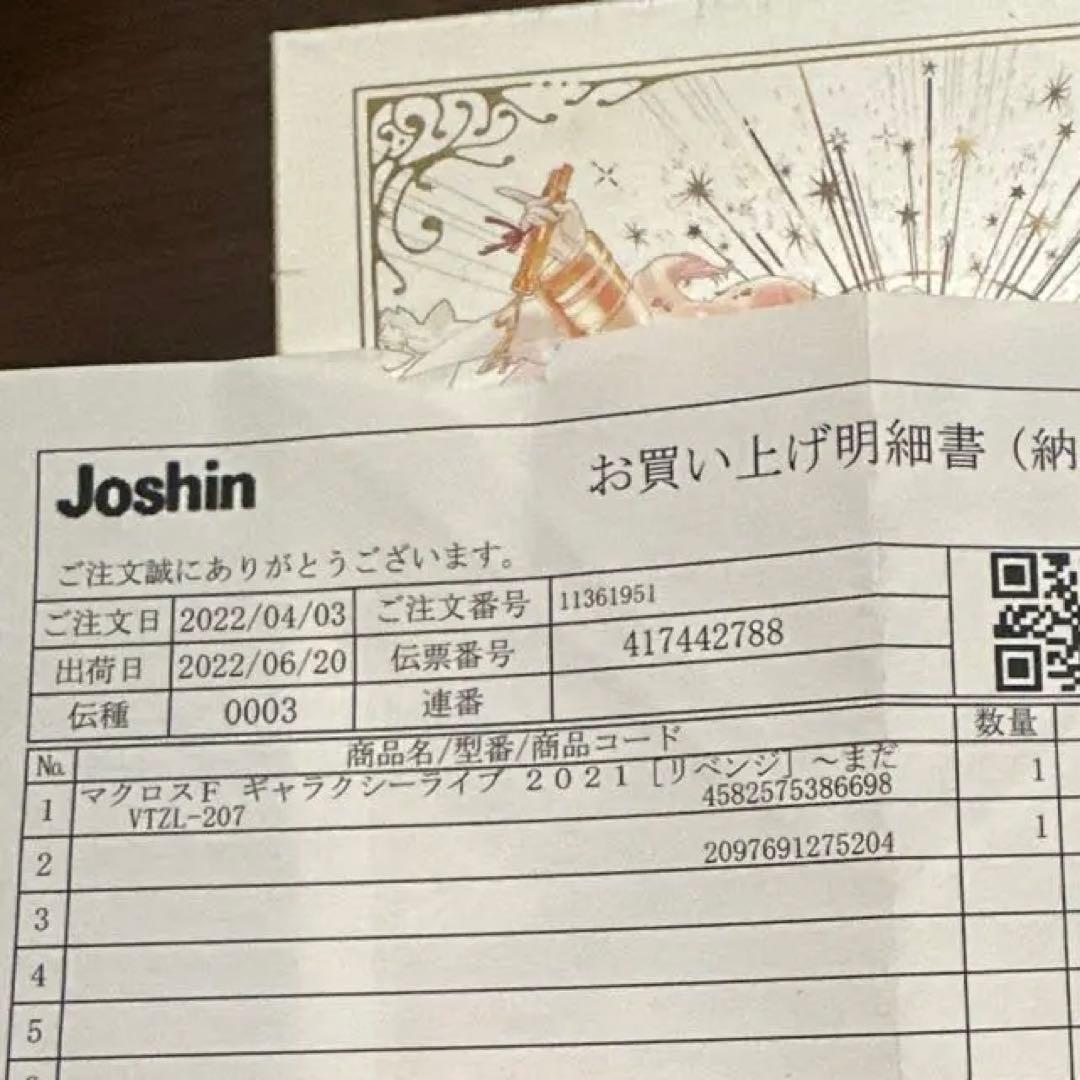 Joshin
お買い上げ明細書（納
ご注文誠にありがとうございます。
ご注文日 2022/04/03 ご注文番号 11361951
出荷日 2022/06/20 伝票番号 417442788
伝種 0003 連番
No. 商品名/型番/商品コード 数量
1 マクロスF ギャラクシーライブ 2021［リベンジ］～まだ 1
VTZL-207 4582575386698
2 2097691275204 1
3
4
5